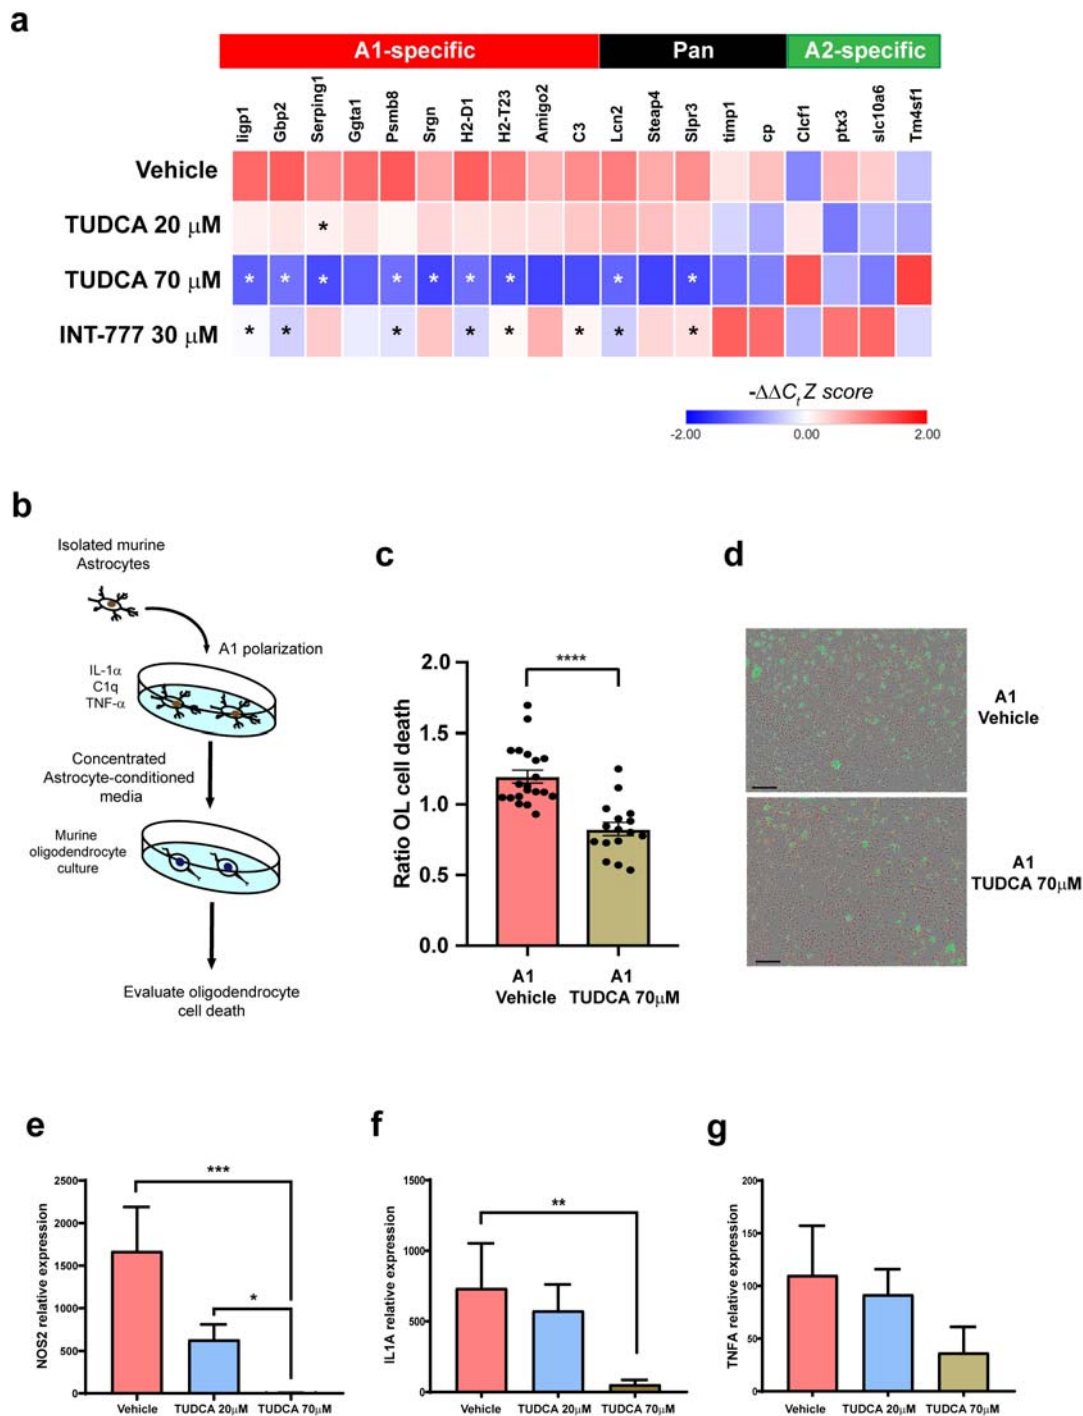 a
A1-specific Pan A2-specific
Iigp1 Gbp2 Serping1 Ggta1 Psmb8 Srgn H2-D1 H2-T23 Amigo2 C3 Lcn2 Steap4 Slpr3 timp1 cp Clcf1 ptx3 slc10a6 Tm4sf1
Vehicle
TUDCA 20 μM *
TUDCA 70 μM * * * * * * * * *
INT-777 30 μM * * * * * * * *
-ΔΔCt Z score
-2.00 0.00 2.00
b
Isolated murine
Astrocytes
A1 polarization
IL-1α
C1q
TNF-α
Concentrated
Astrocyte-conditioned
media
Murine
oligodendrocyte
culture
Evaluate oligodendrocyte
cell death
c
Ratio OL cell death
2.0
1.5
1.0
0.5
0.0
****
A1
Vehicle
A1
TUDCA 70μM
d
A1
Vehicle
A1
TUDCA 70μM
e
NOS2 relative expression
2500
2000
1500
1000
500
0
***
*
Vehicle TUDCA 20μM TUDCA 70μM
f
IL1A relative expression
1500
1000
500
0
**
Vehicle TUDCA 20μM TUDCA 70μM
g
TNFA relative expression
200
150
100
50
0
Vehicle TUDCA 20μM TUDCA 70μM